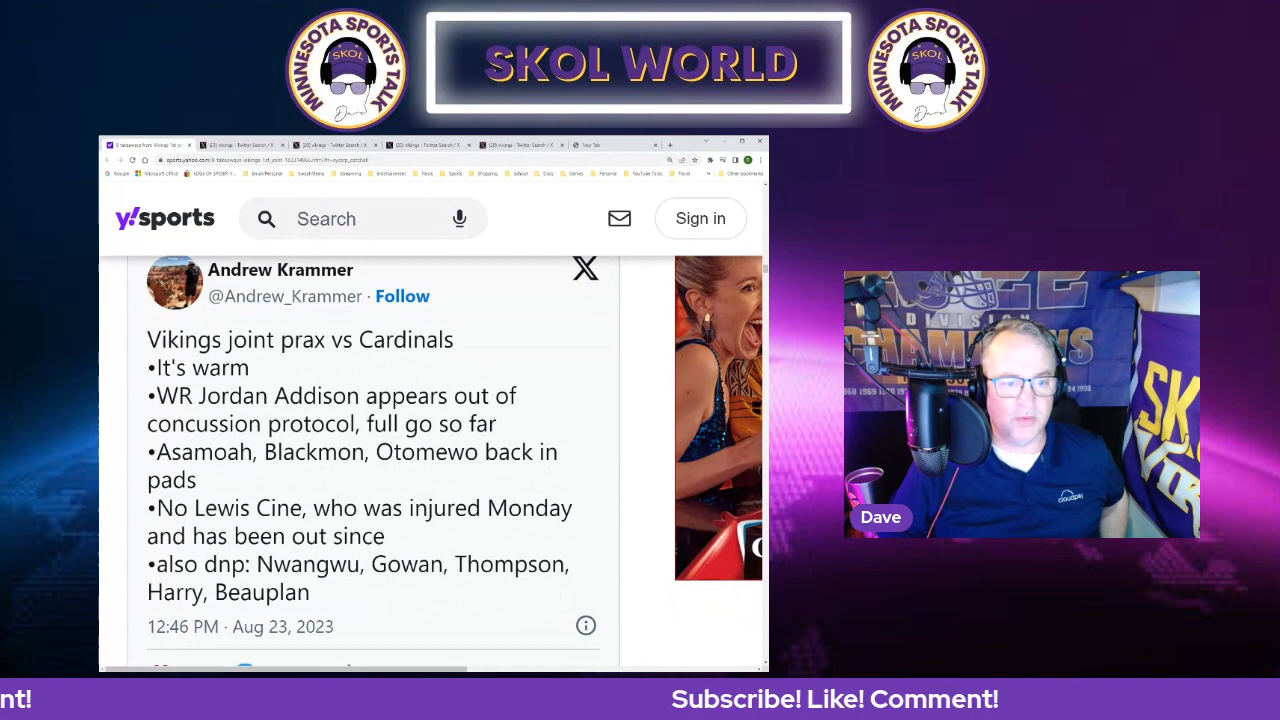 MINNESOTA SPORTS TALK
SKOL
Dave
SKOL WORLD
MINNESOTA SPORTS TALK
SKOL
Dave
y!sports
Search
Sign in
Andrew Krammer
@Andrew_Krammer · Follow
Vikings joint prax vs Cardinals
•It's warm
•WR Jordan Addison appears out of
concussion protocol, full go so far
•Asamoah, Blackmon, Otomewo back in
pads
•No Lewis Cine, who was injured Monday
and has been out since
•also dnp: Nwangwu, Gowan, Thompson,
Harry, Beauplan
12:46 PM · Aug 23, 2023
DIVISION
CHAMPIONS
cloudpay
Dave
nt!
Subscribe! Like! Comment!